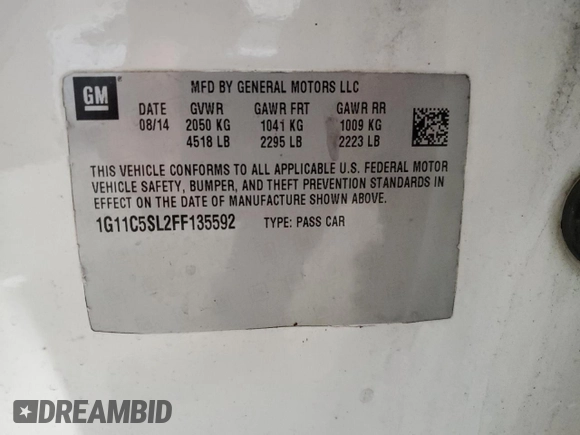 GM
MFD BY GENERAL MOTORS LLC
DATE GVWR GAWR FRT GAWR RR
08/14 2050 KG 1041 KG 1009 KG
4518 LB 2295 LB 2223 LB
THIS VEHICLE CONFORMS TO ALL APPLICABLE U.S. FEDERAL MOTOR
VEHICLE SAFETY, BUMPER, AND THEFT PREVENTION STANDARDS IN
EFFECT ON THE DATE OF MANUFACTURE SHOWN ABOVE.
1G11C5SL2FF135592 TYPE: PASS CAR
DREAMBID